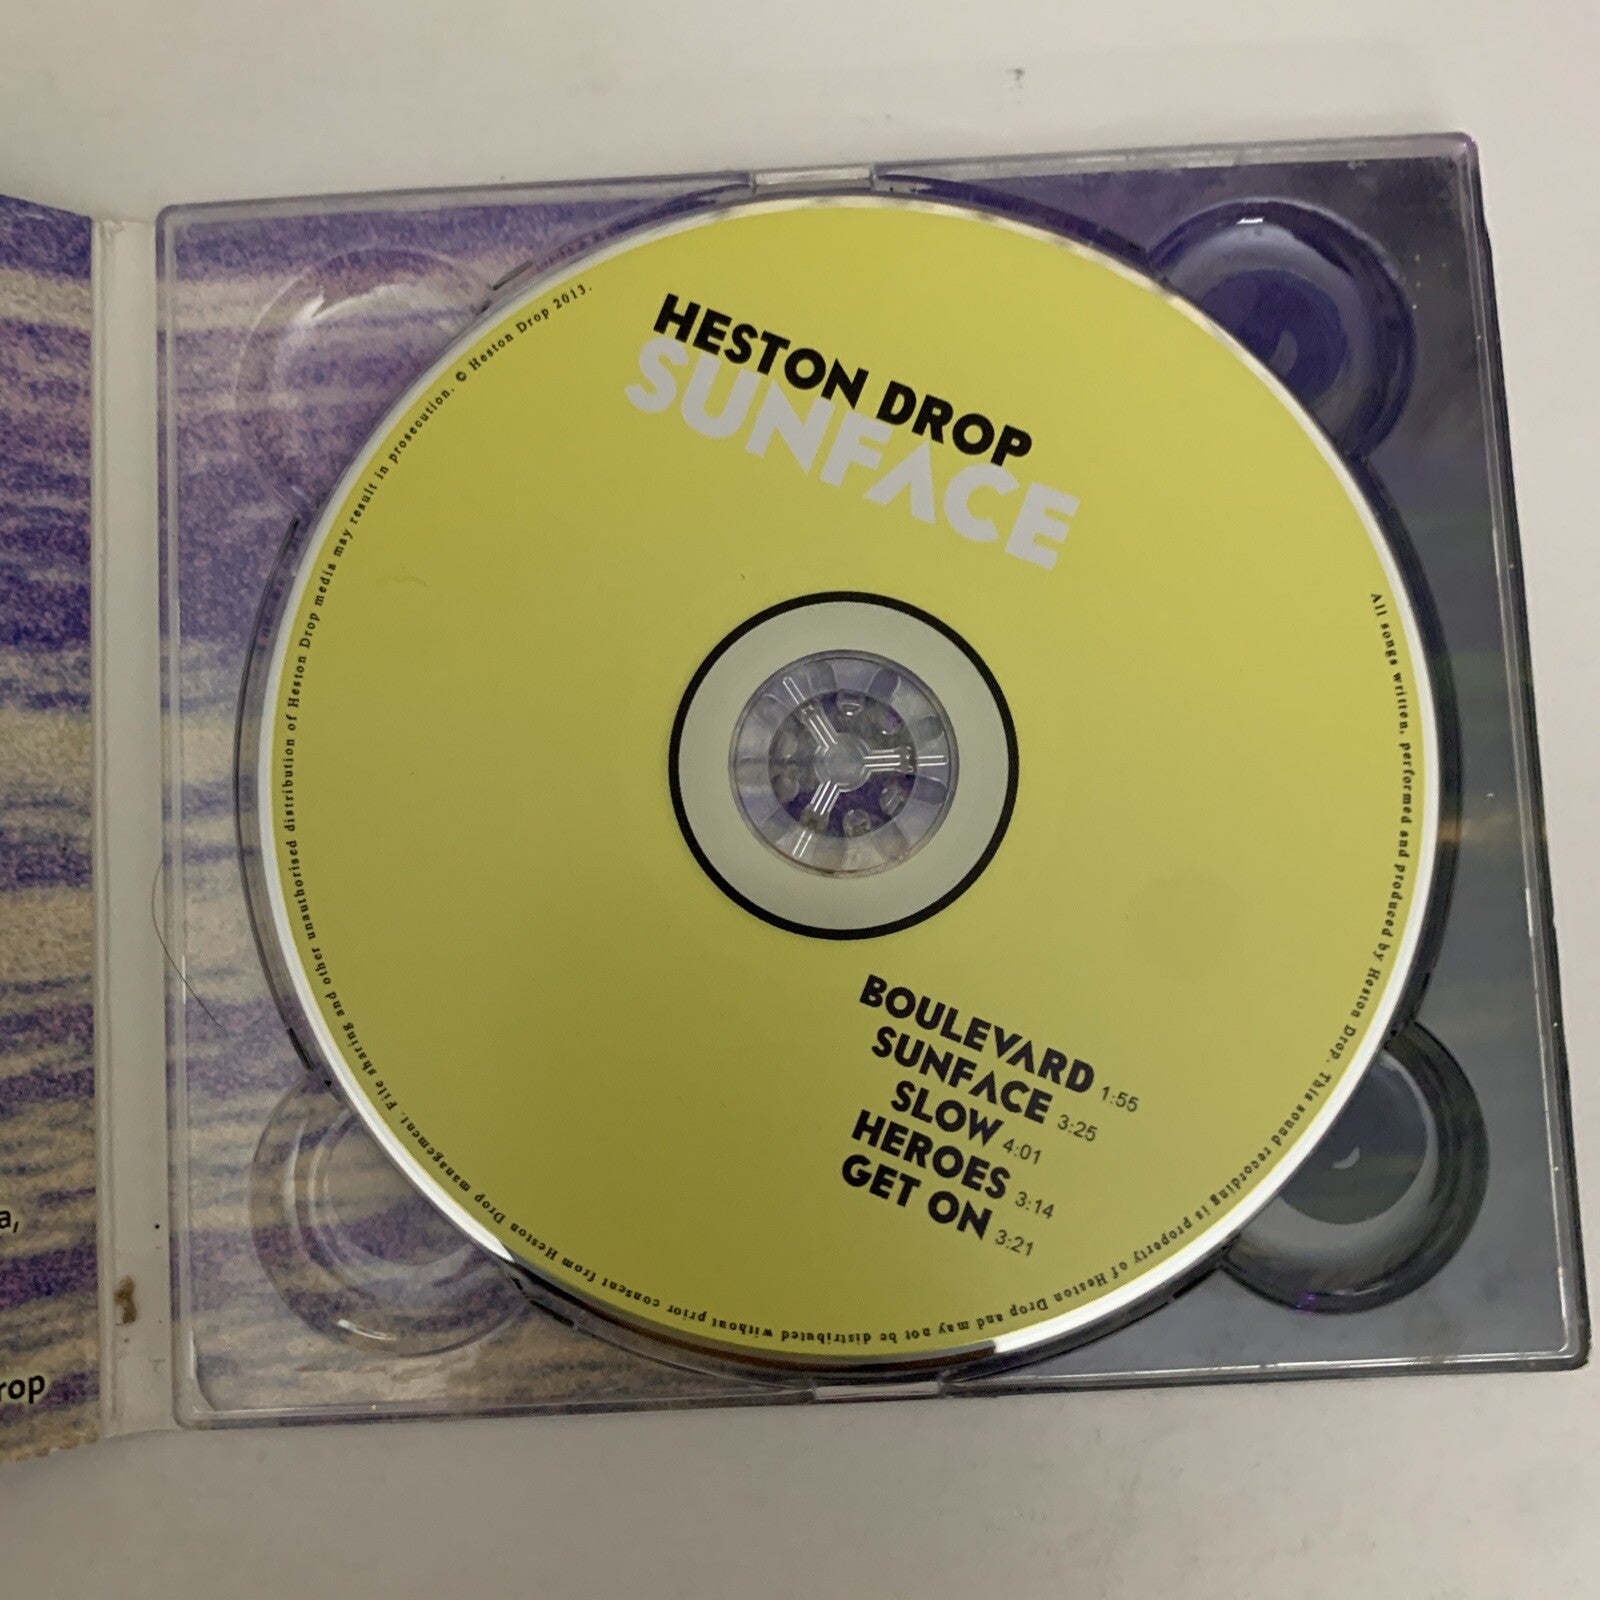 HESTON DROP
SUNFACE
BOULEVARD 1:55
SUNFACE 3:25
SLOW 4:01
HEROES 3:14
GET ON 3:21
All songs written, performed and produced by Heston Drop. This sound recording is property of Heston Drop and may not be distributed without prior consent from Heston Drop management. File sharing and other unauthorised distribution of Heston Drop media may result in prosecution. © Heston Drop 2013.
a,
rop